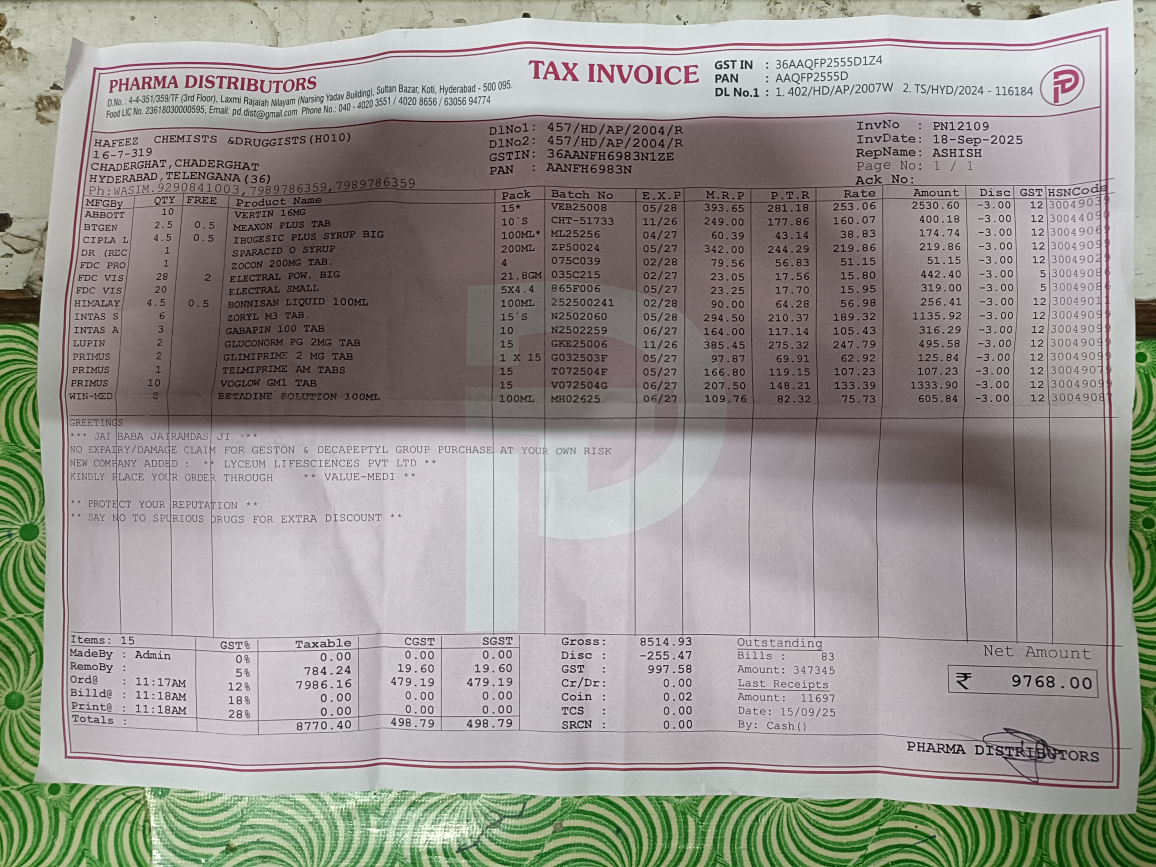 PHARMA DISTRIBUTORS
D.No.: 4-4-351/359/TF (3rd Floor), Laxmi Rajaiah Nilayam (Narsing Yadav Building), Sultan Bazar, Koti, Hyderabad - 500 095.
Food LIC No. 23618030000595, Email: pd.dist@gmail.com Phone No.: 040 - 4020 3551 / 4020 8656 / 63056 94774
TAX INVOICE
GST IN : 36AAQFP2555D1Z4
PAN : AAQFP2555D
DL No.1 : 1. 402/HD/AP/2007W 2. TS/HYD/2024 - 116184
HAFEEZ CHEMISTS &DRUGGISTS(H010)
16-7-319
CHADERGHAT,CHADERGHAT
HYDERABAD,TELENGANA(36)
Ph:WASIM.9290841003,7989786359,7989786359
DlNo1: 457/HD/AP/2004/R
DlNo2: 457/HD/AP/2004/R
GSTIN: 36AANFH6983N1ZE
PAN : AANFH6983N
InvNo : PN12109
InvDate: 18-Sep-2025
RepName: ASHISH
Page No: 1 / 1
Ack No:
MFGBy QTY FREE Product Name Pack Batch No E.X.P M.R.P P.T.R Rate Amount Disc GST HSNCode
ABBOTT 10 VERTIN 16MG 15* VEB25008 05/28 393.65 281.18 253.06 2530.60 -3.00 12 30049039
BTGEN 2.5 0.5 MEAXON PLUS TAB 10`S CHT-51733 11/26 249.00 177.86 160.07 400.18 -3.00 12 30044090
CIPLA L 4.5 0.5 IBUGESIC PLUS SYRUP BIG 100ML* ML25256 04/27 60.39 43.14 38.83 174.74 -3.00 12 30049069
DR (REC 1 SPARACID O SYRUP 200ML ZP50024 05/27 342.00 244.29 219.86 219.86 -3.00 12 30049099
FDC PRO 1 ZOCON 200MG TAB. 4 075C039 02/28 79.56 56.83 51.15 51.15 -3.00 12 30049029
FDC VIS 28 2 ELECTRAL POW. BIG 21.8GM 035C215 02/27 23.05 17.56 15.80 442.40 -3.00 5 30049086
FDC VIS 20 ELECTRAL SMALL 5X4.4 865F006 05/27 23.25 17.70 15.95 319.00 -3.00 5 30049086
HIMALAY 4.5 0.5 BONNISAN LIQUID 100ML 100ML 252500241 02/28 90.00 64.28 56.98 256.41 -3.00 12 30049011
INTAS S 6 ZORYL M3 TAB. 15`S N2502060 05/28 294.50 210.37 189.32 1135.92 -3.00 12 30049099
INTAS A 3 GABAPIN 100 TAB 10 N2502259 06/27 164.00 117.14 105.43 316.29 -3.00 12 30049099
LUPIN 2 GLUCONORM PG 2MG TAB 15 GKE25006 11/26 385.45 275.32 247.79 495.58 -3.00 12 30049099
PRIMUS 2 GLIMIPRIME 2 MG TAB 1 X 15 G032503F 05/27 97.87 69.91 62.92 125.84 -3.00 12 30049099
PRIMUS 1 TELMIPRIME AM TABS 15 T072504F 05/27 166.80 119.15 107.23 107.23 -3.00 12 30049079
PRIMUS 10 VOGLOW GM1 TAB 15 V072504G 06/27 207.50 148.21 133.39 1333.90 -3.00 12 30049099
WIN-MED BETADINE SOLUTION 100ML 100ML MH02625 06/27 109.76 82.32 75.73 605.84 -3.00 12 30049087
GREETINGS
*** JAI BABA JAIRAMDAS JI ***
NO EXPAIRY/DAMAGE CLAIM FOR GESTON & DECAPEPTYL GROUP PURCHASE AT YOUR OWN RISK
NEW COMPANY ADDED : ** LYCEUM LIFESCIENCES PVT LTD **
KINDLY PLACE YOUR ORDER THROUGH ** VALUE-MEDI **
** PROTECT YOUR REPUTATION **
** SAY NO TO SPURIOUS DRUGS FOR EXTRA DISCOUNT **
Items: 15
MadeBy : Admin
RemoBy :
Ord@ : 11:17AM
Billd@ : 11:18AM
Print@ : 11:18AM
Totals :
GST% Taxable CGST SGST
0% 0.00 0.00 0.00
5% 784.24 19.60 19.60
12% 7986.16 479.19 479.19
18% 0.00 0.00 0.00
28% 0.00 0.00 0.00
8770.40 498.79 498.79
Gross: 8514.93
Disc : -255.47
GST : 997.58
Cr/Dr: 0.00
Coin : 0.02
TCS : 0.00
SRCN : 0.00
Outstanding
Bills : 83
Amount: 347345
Last Receipts
Amount: 11697
Date: 15/09/25
By: Cash()
Net Amount
₹ 9768.00
PHARMA DISTRIBUTORS